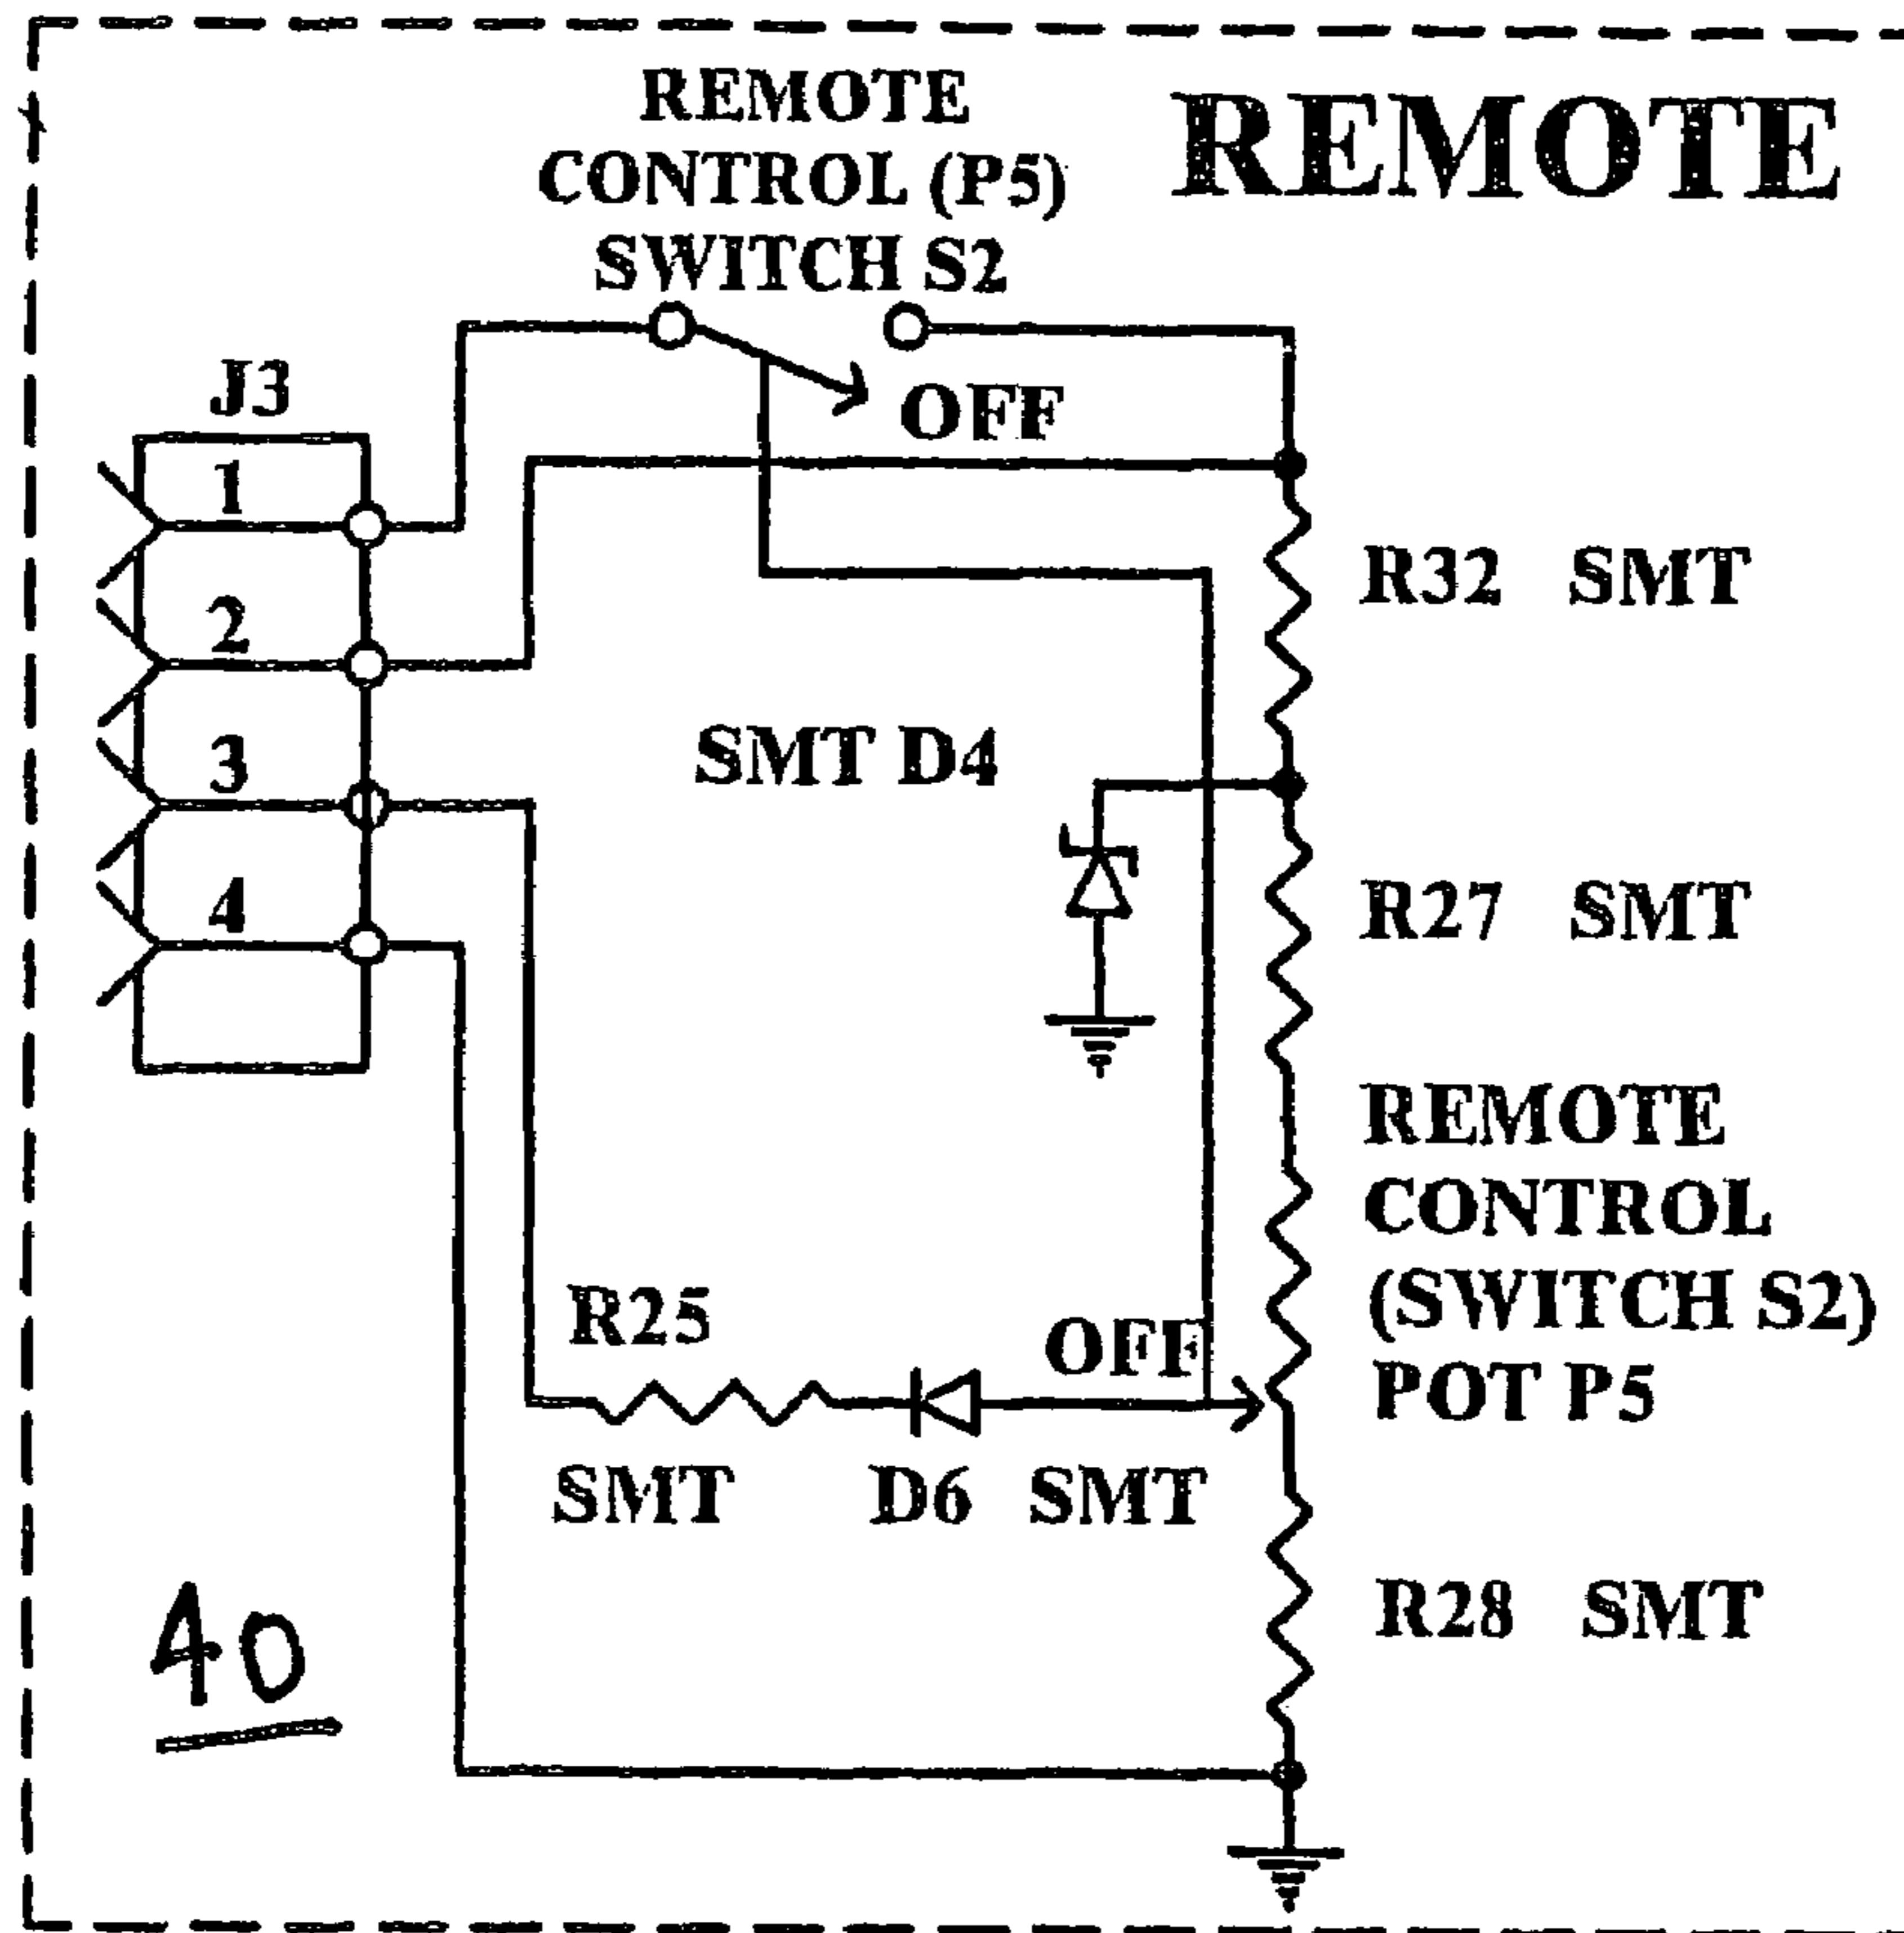 REMOTE
CONTROL (P5)
SWITCH S2
REMOTE
OFF
J3
1
2
3
4
R32 SMT
SMT D4
R27 SMT
REMOTE
CONTROL
(SWITCH S2)
POT P5
R25
OFF
SMT D6 SMT
R28 SMT
40